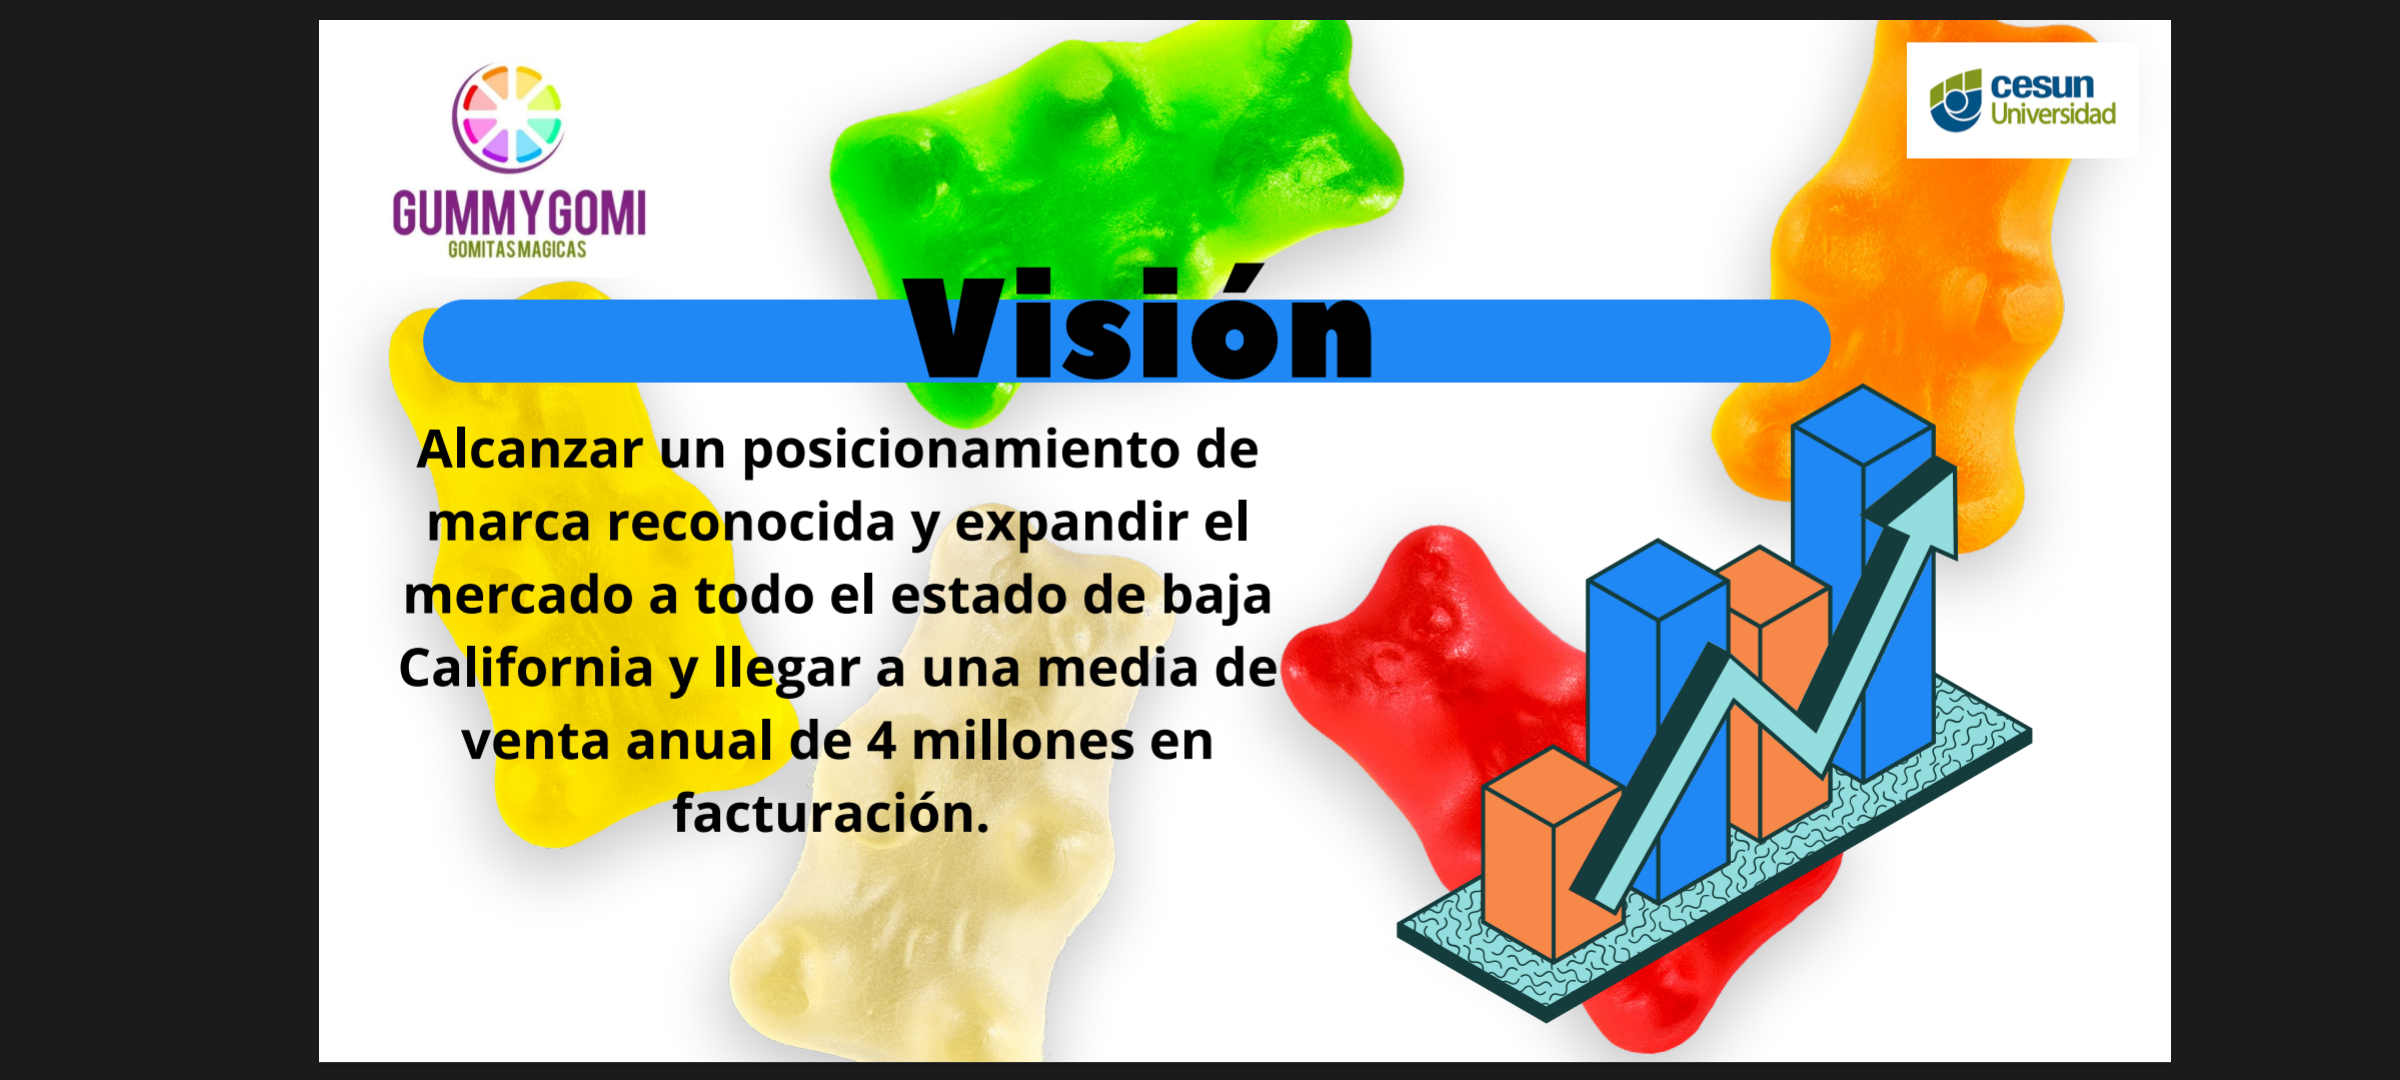 GUMMYGOMI
GOMITAS MAGICAS
cesun
Universidad
Visión
Alcanzar un posicionamiento de
marca reconocida y expandir el
mercado a todo el estado de baja
California y llegar a una media de
venta anual de 4 millones en
facturación.